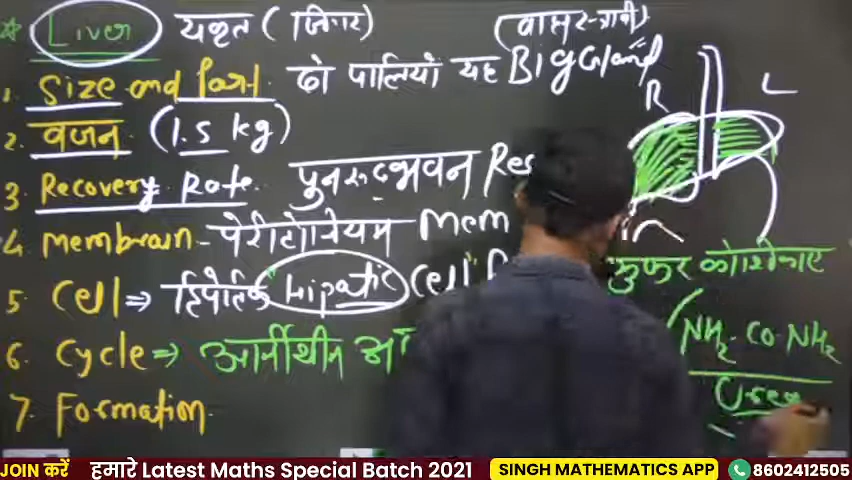 * Liver यकृत ( जिगर )
1. Size and Part दो पालियाँ यह Big Gland
2. वजन (1.5 kg)
3 Recovery Rate. पुनरूद्भवन Res
4. membrain - पेरीटोनियम Mem
5 Cell ⇒ हिपेटिक Hipatic Cell
6. Cycle ⇒ आर्नीथीन
7. Formation
R L
कुफर कोशिकाए
NH2-CO-NH2
Urea
JOIN करें हमारे Latest Maths Special Batch 2021 SINGH MATHEMATICS APP 8602412505